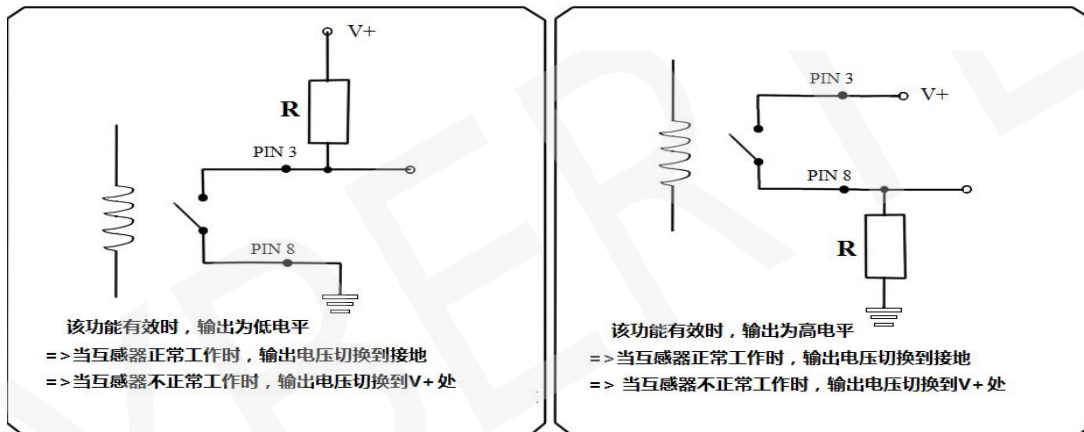 V+
R
PIN 3
PIN 8
该功能有效时，输出为低电平
=>当互感器正常工作时，输出电压切换到接地
=>当互感器不正常工作时，输出电压切换到V+处
PIN 3
V+
PIN 8
R
该功能有效时，输出为高电平
=>当互感器正常工作时，输出电压切换到接地
=> 当互感器不正常工作时，输出电压切换到V+处